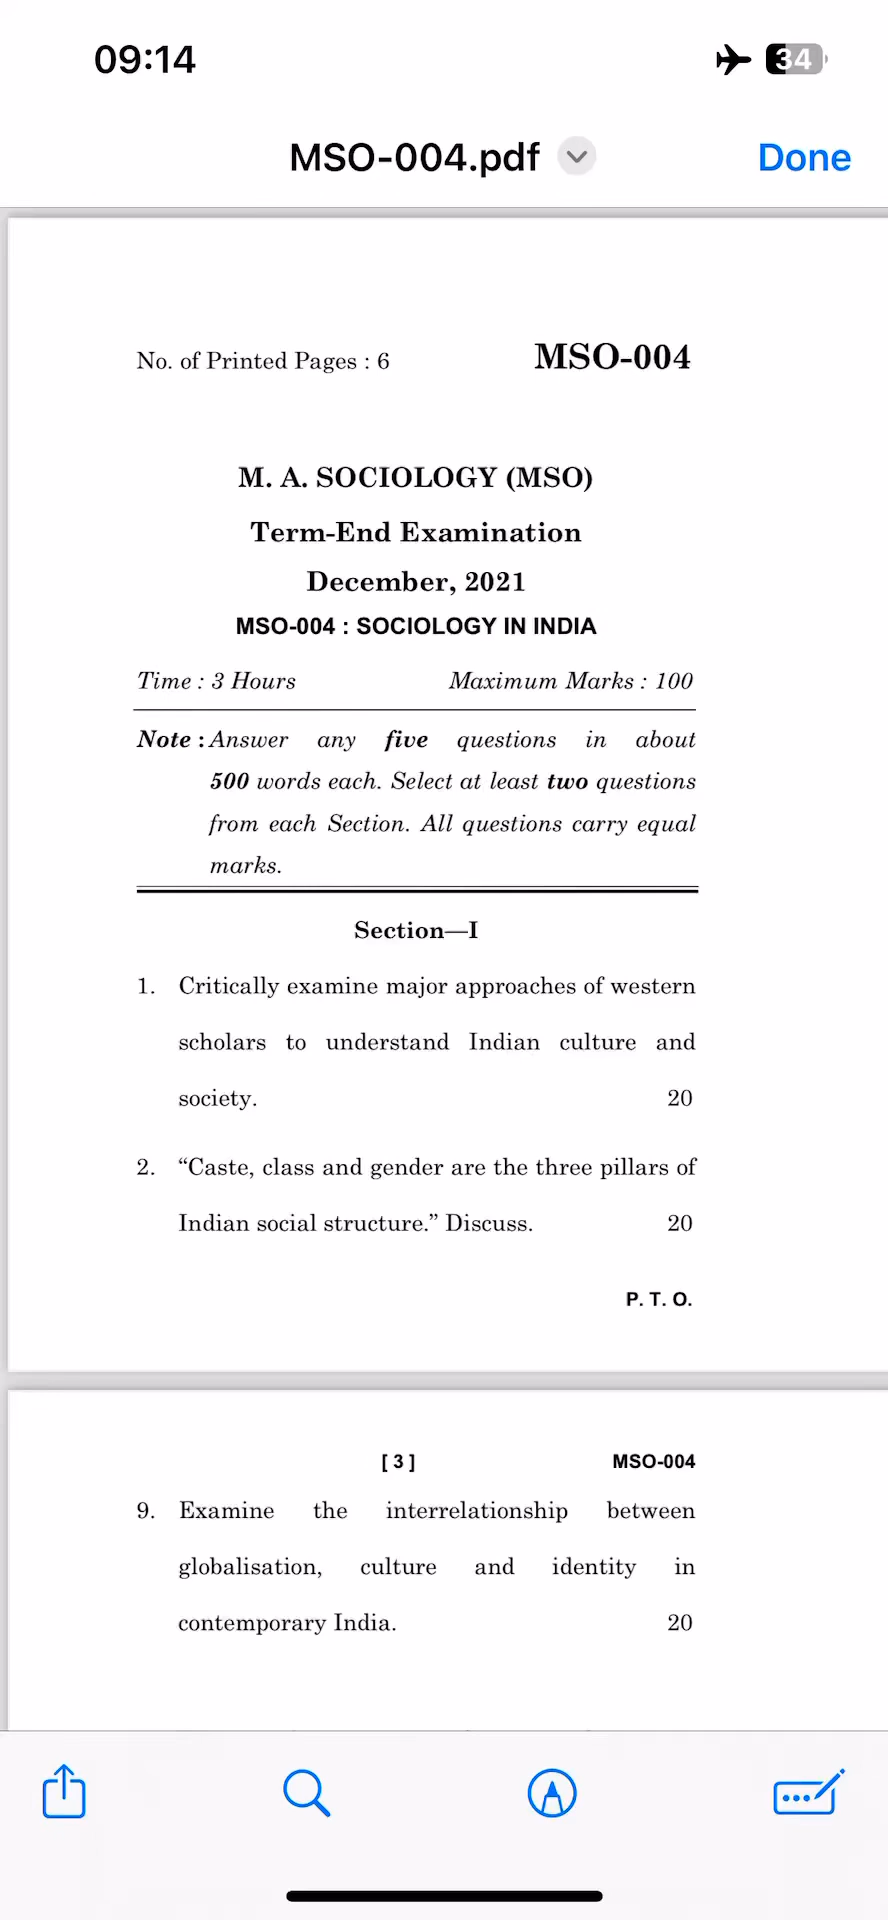 09:14
34
MSO-004.pdf
Done
No. of Printed Pages : 6 MSO-004
M. A. SOCIOLOGY (MSO)
Term-End Examination
December, 2021
MSO-004 : SOCIOLOGY IN INDIA
Time : 3 Hours Maximum Marks : 100
Note : Answer any five questions in about
500 words each. Select at least two questions
from each Section. All questions carry equal
marks.
Section—I
1. Critically examine major approaches of western
scholars to understand Indian culture and
society. 20
2. “Caste, class and gender are the three pillars of
Indian social structure.” Discuss. 20
P. T. O.
[ 3 ] MSO-004
9. Examine the interrelationship between
globalisation, culture and identity in
contemporary India. 20